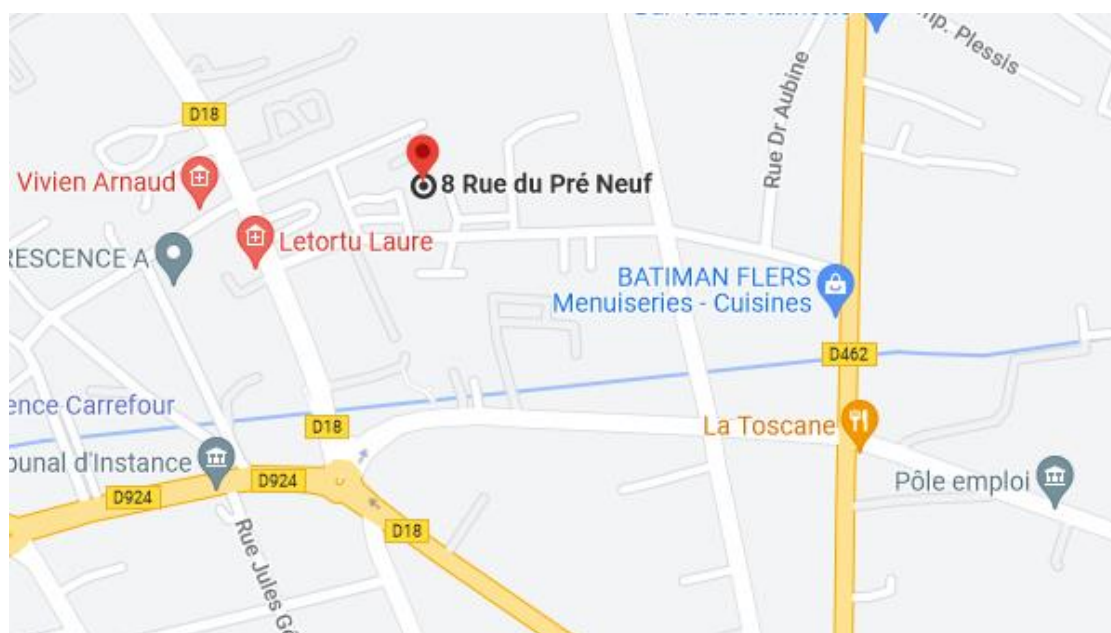 Plessis
D18
Rue Dr Aubine
Vivien Arnaud
8 Rue du Pré Neuf
Letortu Laure
RESCENCE A
BATIMAN FLERS
Menuiseries - Cuisines
D462
ence Carrefour
D18
La Toscane
bunal d'Instance
D924
Pôle emploi
D924
D18
Rue Jules